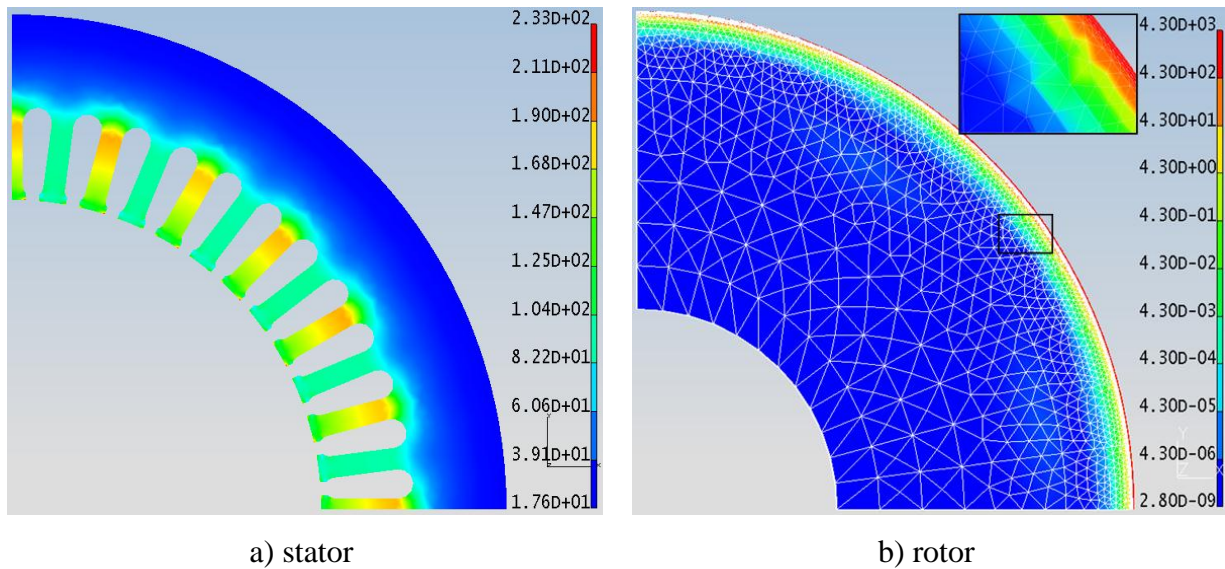 2.33D+02
2.11D+02
1.90D+02
1.68D+02
1.47D+02
1.25D+02
1.04D+02
8.22D+01
6.06D+01
3.91D+01
1.76D+01
4.30D+03
4.30D+02
4.30D+01
4.30D+00
4.30D-01
4.30D-02
4.30D-03
4.30D-04
4.30D-05
4.30D-06
2.80D-09
Y
Z
X
a) stator
b) rotor